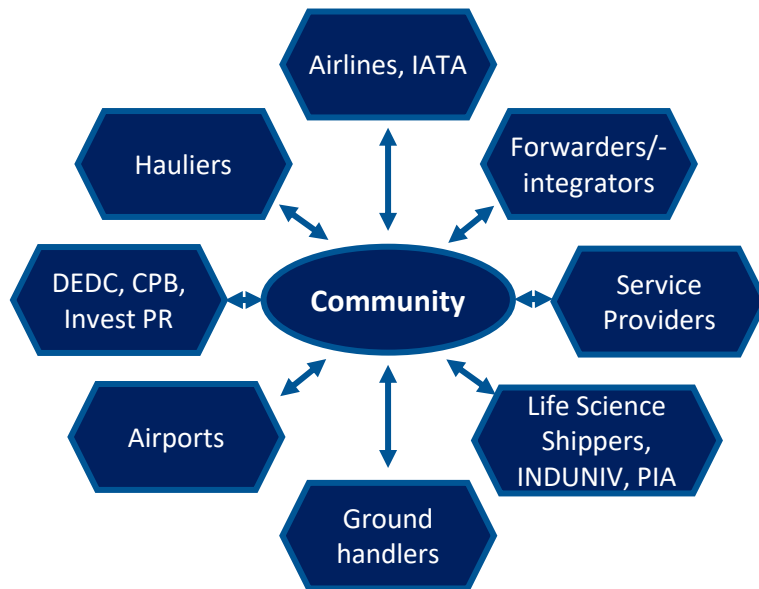 Airlines, IATA
Hauliers
Forwarders/-
integrators
DEDC, CPB,
Invest PR
Community
Service
Providers
Airports
Life Science
Shippers,
INDUNIV, PIA
Ground
handlers